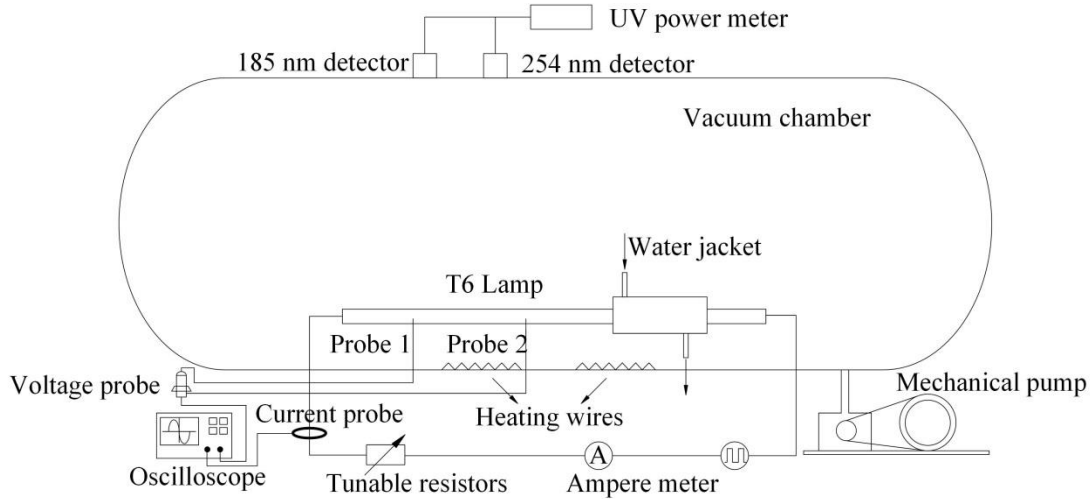 UV power meter
185 nm detector
254 nm detector
Vacuum chamber
Water jacket
T6 Lamp
Probe 1
Probe 2
Voltage probe
Mechanical pump
Current probe
Heating wires
A
Oscilloscope
Tunable resistors
Ampere meter